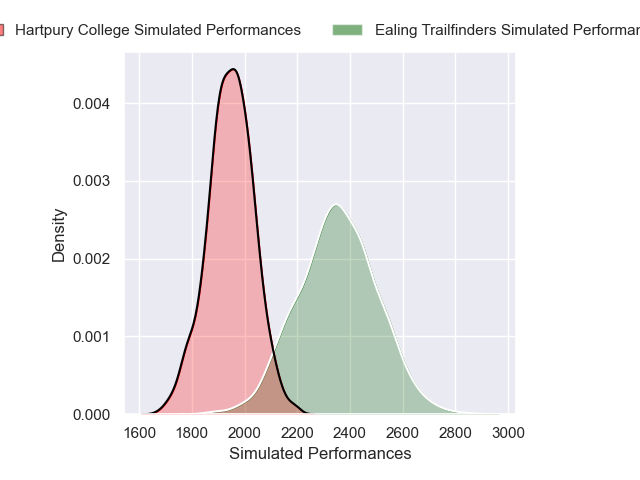 Hartpury College Simulated Performances
Ealing Trailfinders Simulated
0.004
0.003
0.002
0.001
0.000
Density
1600 1800 2000 2200 2400 2600 2800 3000
Simulated Performances